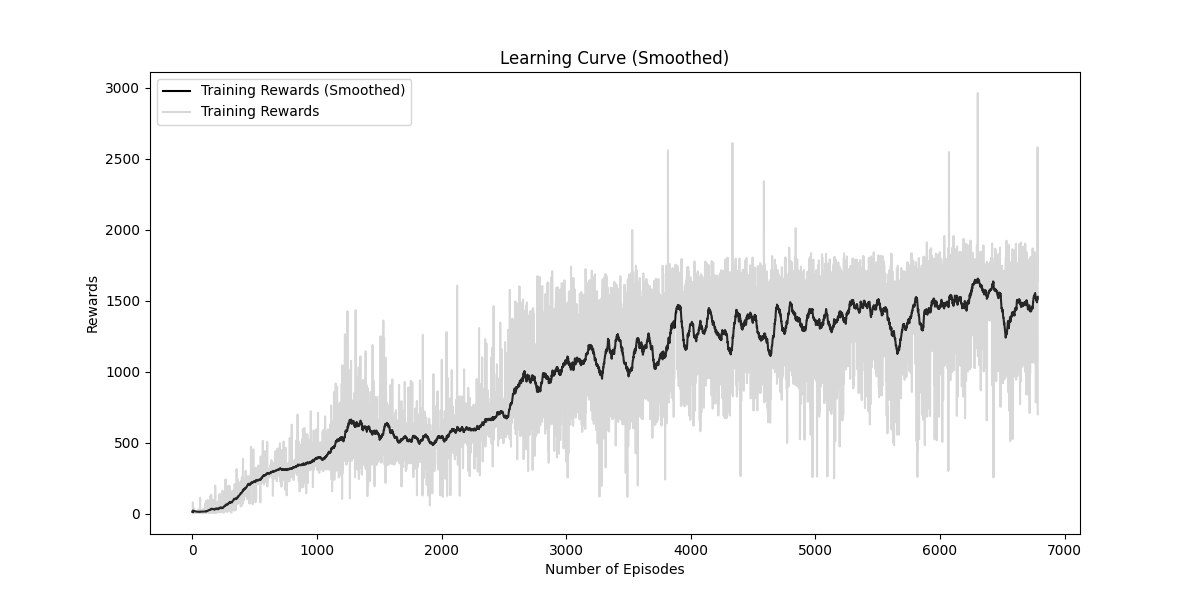 Learning Curve (Smoothed)
Training Rewards (Smoothed)
Training Rewards
3000
2500
2000
1500
1000
500
0
Rewards
0 1000 2000 3000 4000 5000 6000 7000
Number of Episodes